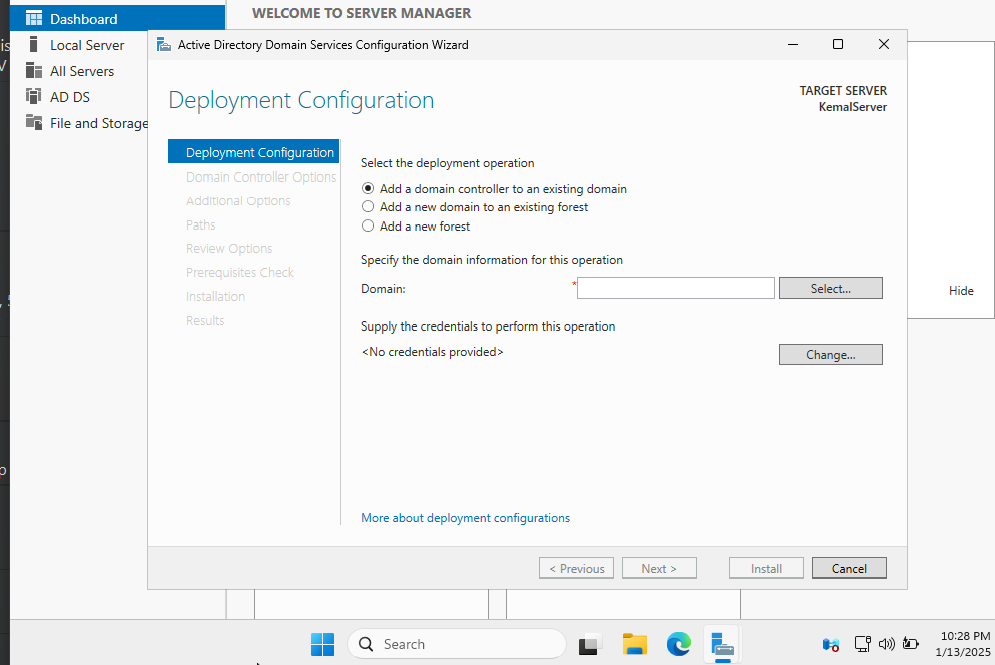 WELCOME TO SERVER MANAGER
Dashboard
Local Server
All Servers
AD DS
File and Storage
Active Directory Domain Services Configuration Wizard
Deployment Configuration
TARGET SERVER
KemalServer
Deployment Configuration
Domain Controller Options
Additional Options
Paths
Review Options
Prerequisites Check
Installation
Results
Select the deployment operation
Add a domain controller to an existing domain
Add a new domain to an existing forest
Add a new forest
Specify the domain information for this operation
Domain: *
Select...
Supply the credentials to perform this operation
<No credentials provided>
Change...
More about deployment configurations
< Previous
Next >
Install
Cancel
Hide
Search
10:28 PM
1/13/2025